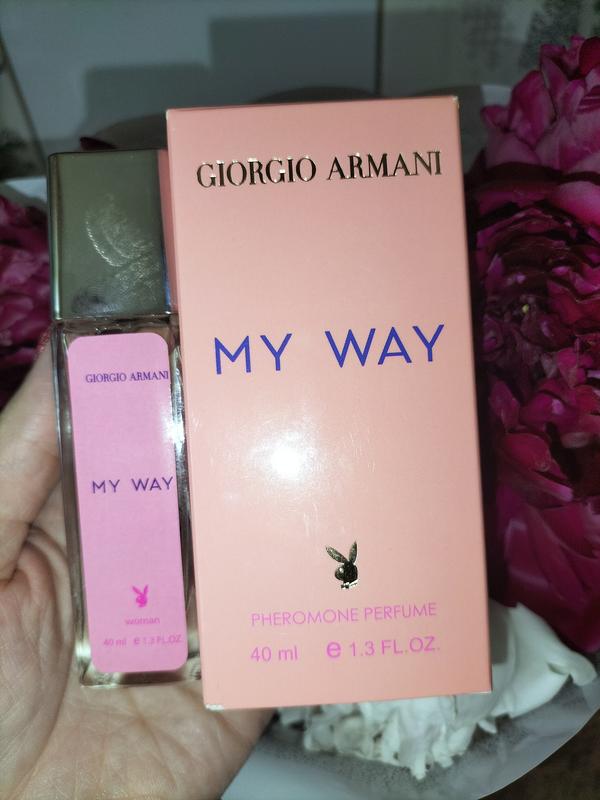 GIORGIO ARMANI
MY WAY
PHEROMONE PERFUME
40 ml e 1.3 FL.OZ.
GIORGIO ARMANI
MY WAY
woman
40 ml e 1.3 FL.OZ